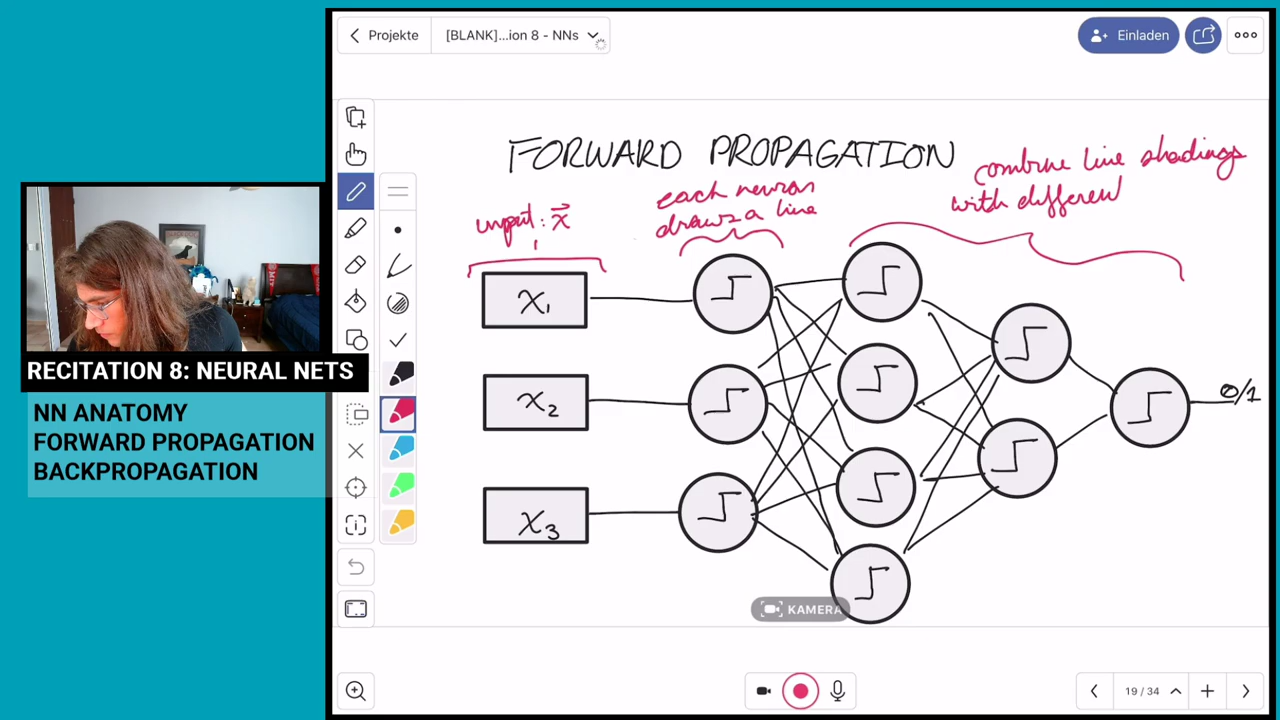 Projekte
[BLANK]...ion 8 - NNs
Einladen
FORWARD PROPAGATION
input: x⃗
each neuron
draws a line
combine line shadings
with differen
x₁
x₂
x₃
0/1
RECITATION 8: NEURAL NETS
NN ANATOMY
FORWARD PROPAGATION
BACKPROPAGATION
KAMERA
19 / 34